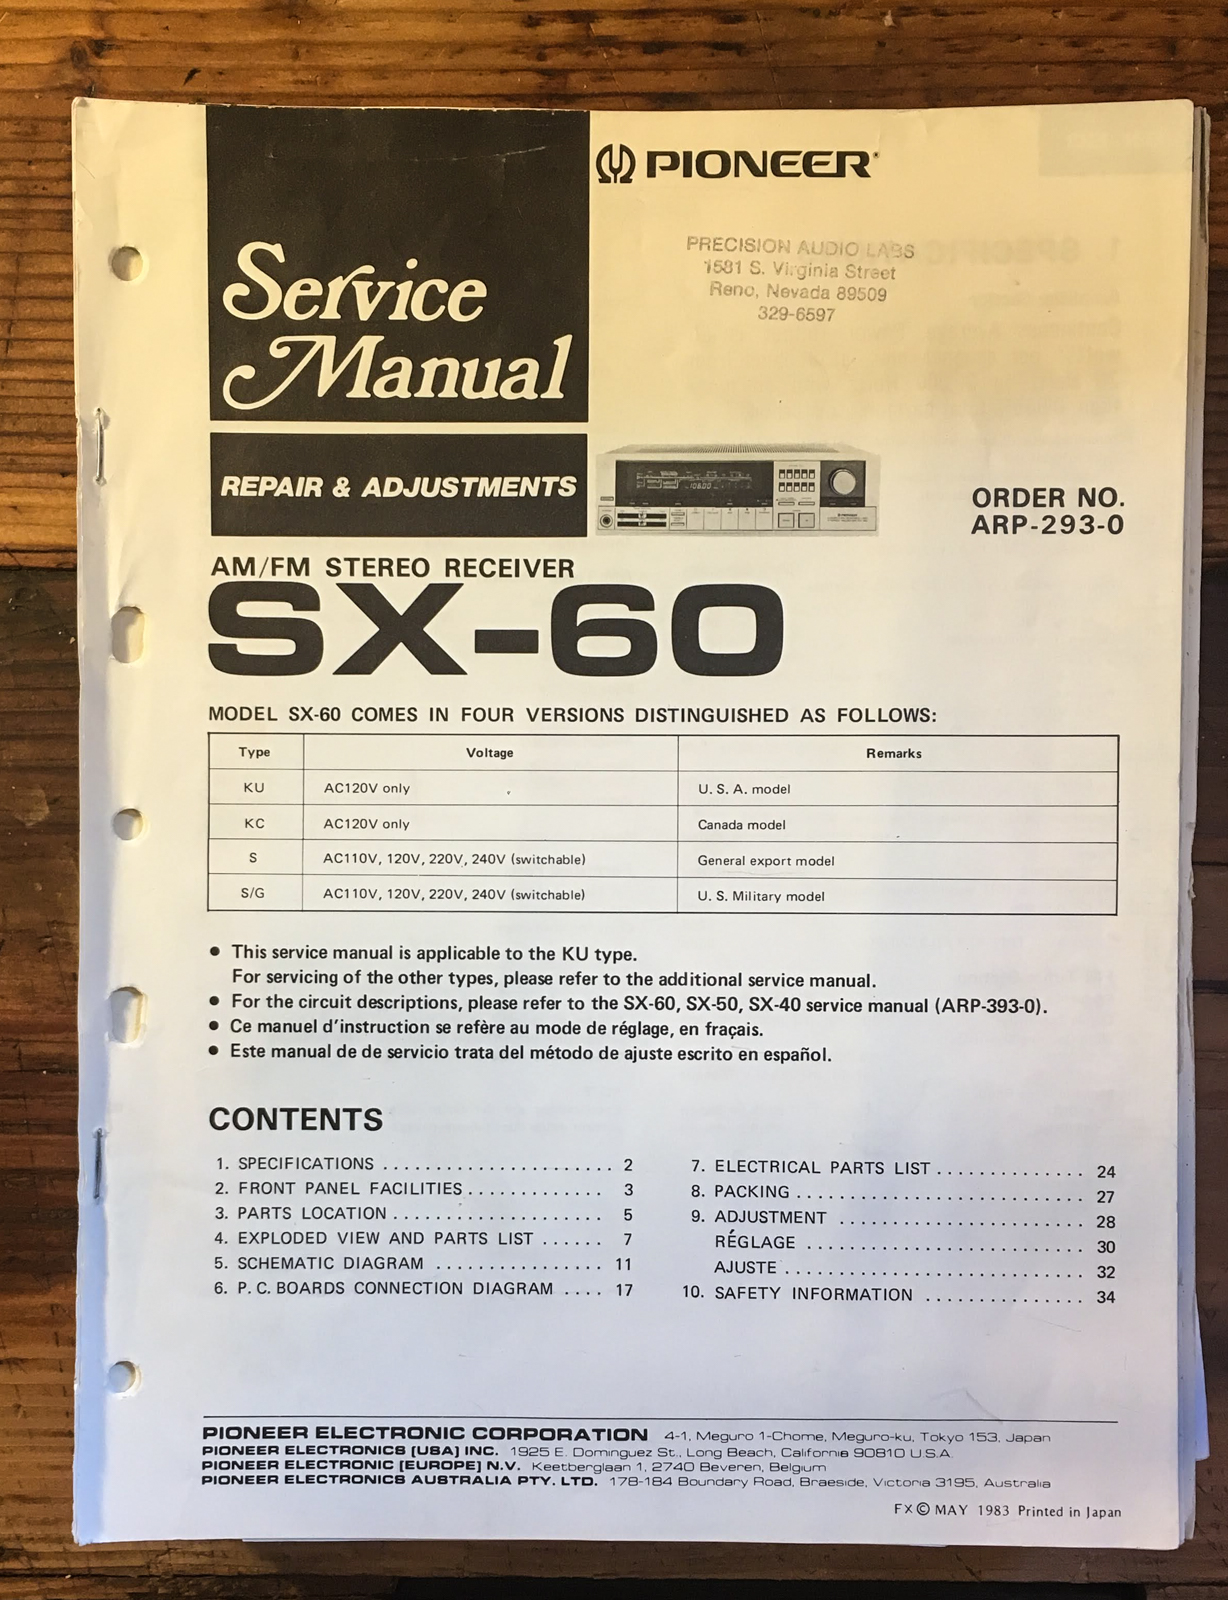 PIONEER
Service
Manual
PRECISION AUDIO LABS
1581 S. Virginia Street
Reno, Nevada 89509
329-6597
REPAIR & ADJUSTMENTS
ORDER NO.
ARP-293-0
AM/FM STEREO RECEIVER
SX-60
MODEL SX-60 COMES IN FOUR VERSIONS DISTINGUISHED AS FOLLOWS:
Type Voltage Remarks
KU AC120V only U. S. A. model
KC AC120V only Canada model
S AC110V, 120V, 220V, 240V (switchable) General export model
S/G AC110V, 120V, 220V, 240V (switchable) U. S. Military model
● This service manual is applicable to the KU type.
For servicing of the other types, please refer to the additional service manual.
● For the circuit descriptions, please refer to the SX-60, SX-50, SX-40 service manual (ARP-393-0).
● Ce manuel d'instruction se refère au mode de réglage, en fraçais.
● Este manual de de servicio trata del método de ajuste escrito en español.
CONTENTS
1. SPECIFICATIONS ...................... 2
2. FRONT PANEL FACILITIES ............. 3
3. PARTS LOCATION .................... 5
4. EXPLODED VIEW AND PARTS LIST ...... 7
5. SCHEMATIC DIAGRAM ................ 11
6. P. C. BOARDS CONNECTION DIAGRAM .... 17
7. ELECTRICAL PARTS LIST .............. 24
8. PACKING ............................ 27
9. ADJUSTMENT ........................ 28
RÉGLAGE ........................... 30
AJUSTE ............................. 32
10. SAFETY INFORMATION ............... 34
PIONEER ELECTRONIC CORPORATION 4-1, Meguro 1-Chome, Meguro-ku, Tokyo 153, Japan
PIONEER ELECTRONICS [USA] INC. 1925 E. Dominguez St., Long Beach, California 90810 U.S.A.
PIONEER ELECTRONIC [EUROPE] N.V. Keetberglaan 1, 2740 Beveren, Belgium
PIONEER ELECTRONICS AUSTRALIA PTY. LTD. 178-184 Boundary Road, Braeside, Victoria 3195, Australia
FX © MAY 1983 Printed in Japan